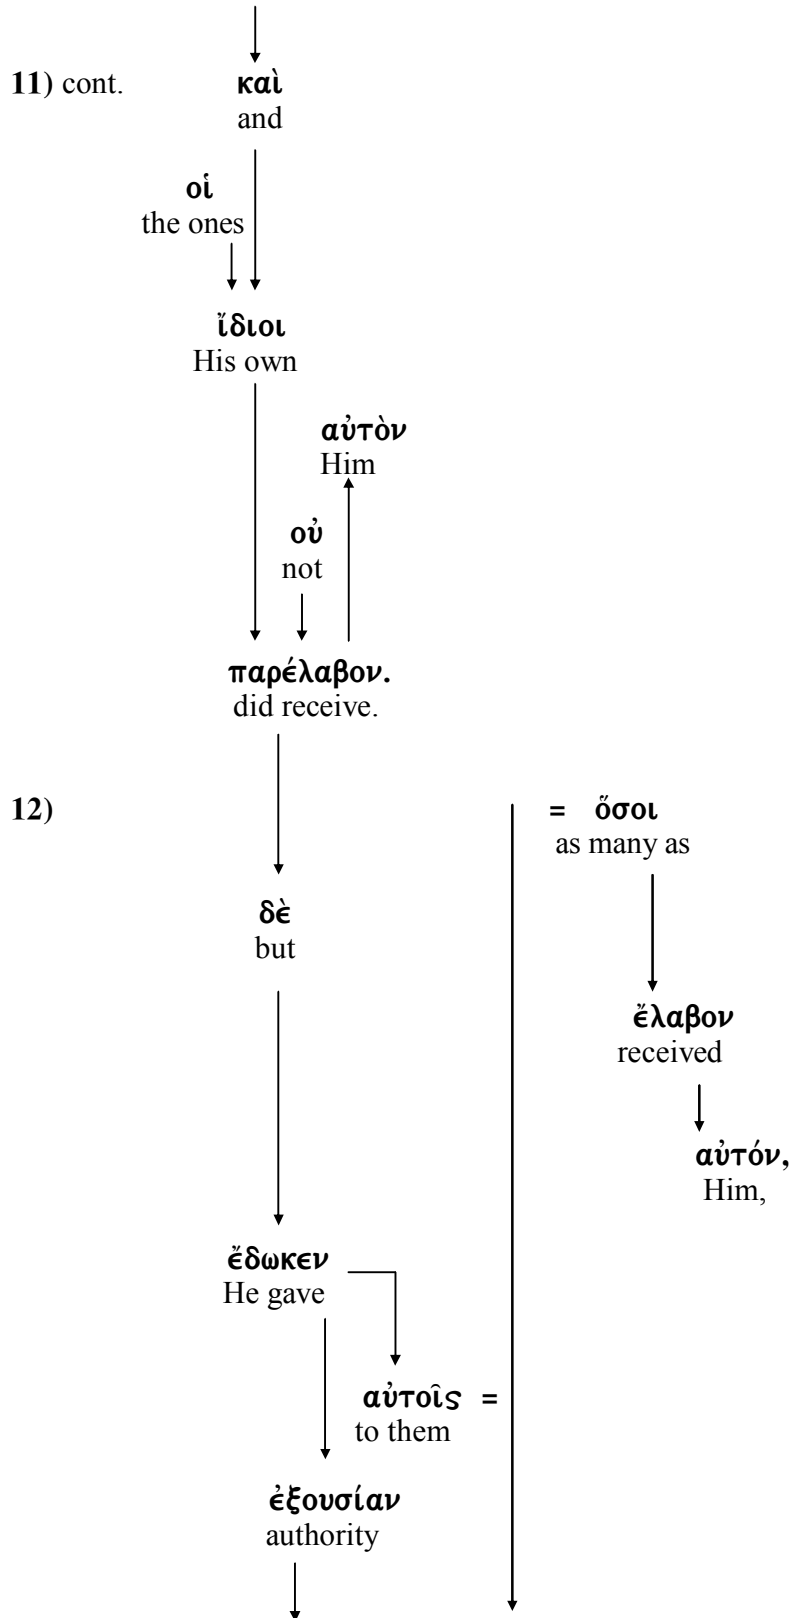 11) cont.
καὶ
and
οἱ
the ones
ἴδιοι
His own
αὐτὸν
Him
οὐ
not
παρέλαβον.
did receive.
12)
= ὅσοι
as many as
δὲ
but
ἔλαβον
received
αὐτόν,
Him,
ἔδωκεν
He gave
αὐτοῖς =
to them
ἐξουσίαν
authority